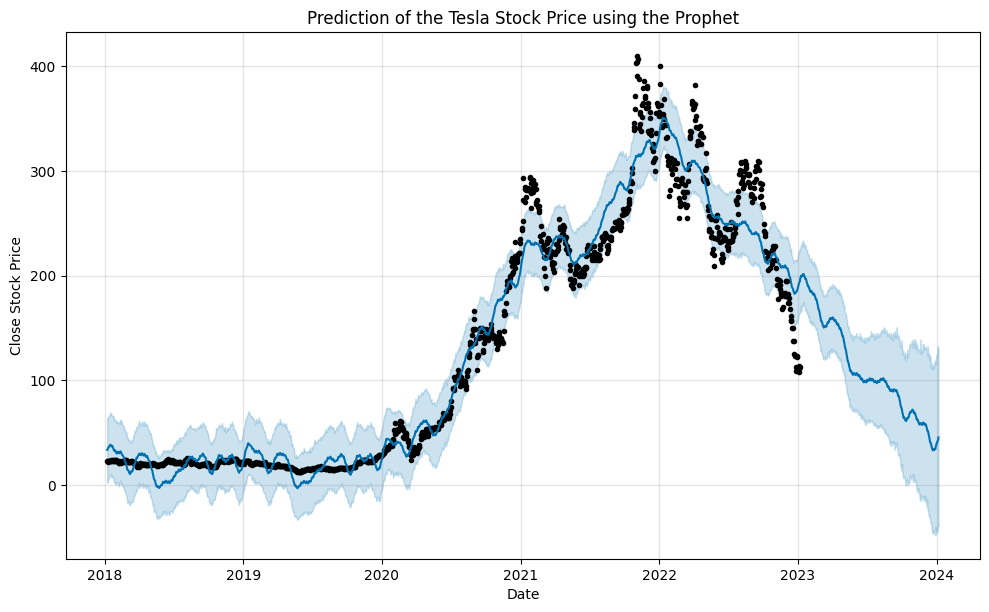 Prediction of the Tesla Stock Price using the Prophet
Close Stock Price
400
300
200
100
0
2018 2019 2020 2021 2022 2023 2024
Date